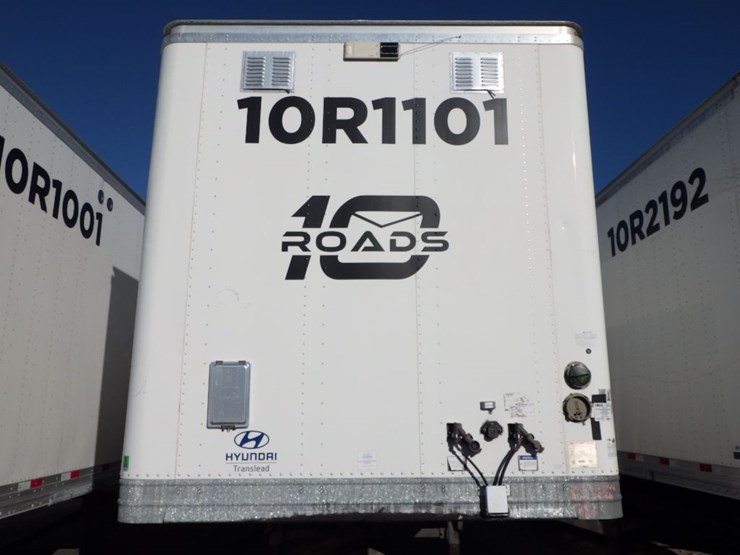 10R1101
10
ROADS
HYUNDAI
Translead
10R1001
10R2192